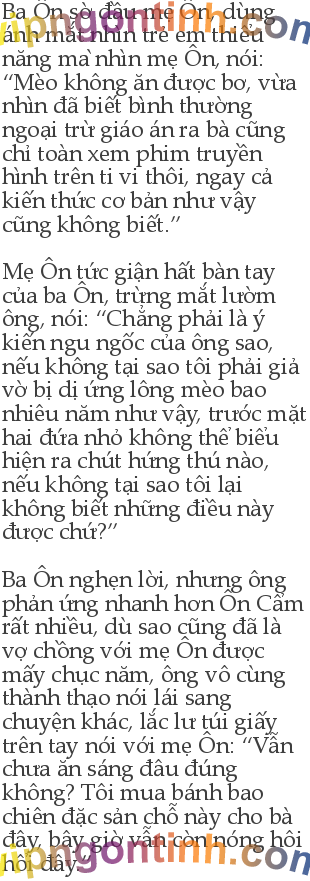 Ba Ôn sờ đầu mẹ Ôn, dùng
ánh mắt nhìn trẻ em thiểu
năng mà nhìn mẹ Ôn, nói:
“Mèo không ăn được bơ, vừa
nhìn đã biết bình thường
ngoại trừ giáo án ra bà cũng
chỉ toàn xem phim truyền
hình trên ti vi thôi, ngay cả
kiến thức cơ bản như vậy
cũng không biết.”
Mẹ Ôn tức giận hất bàn tay
của ba Ôn, trừng mắt lườm
ông, nói: “Chẳng phải là ý
kiến ngu ngốc của ông sao,
nếu không tại sao tôi phải giả
vờ bị dị ứng lông mèo bao
nhiêu năm như vậy, trước mặt
hai đứa nhỏ không thể biểu
hiện ra chút hứng thú nào,
nếu không tại sao tôi lại
không biết những điều này
được chứ?”
Ba Ôn nghẹn lời, nhưng ông
phản ứng nhanh hơn Ôn Cẩm
rất nhiều, dù sao cũng đã là
vợ chồng với mẹ Ôn được
mấy chục năm, ông vô cùng
thành thạo nói lái sang
chuyện khác, lắc lư túi giấy
trên tay nói với mẹ Ôn: “Vẫn
chưa ăn sáng đâu đúng
không? Tôi mua bánh bao
chiên đặc sản chỗ này cho bà
đây, bây giờ vẫn còn nóng hôi
hổi đây.”
vipngontinh.com
vipngontinh.com